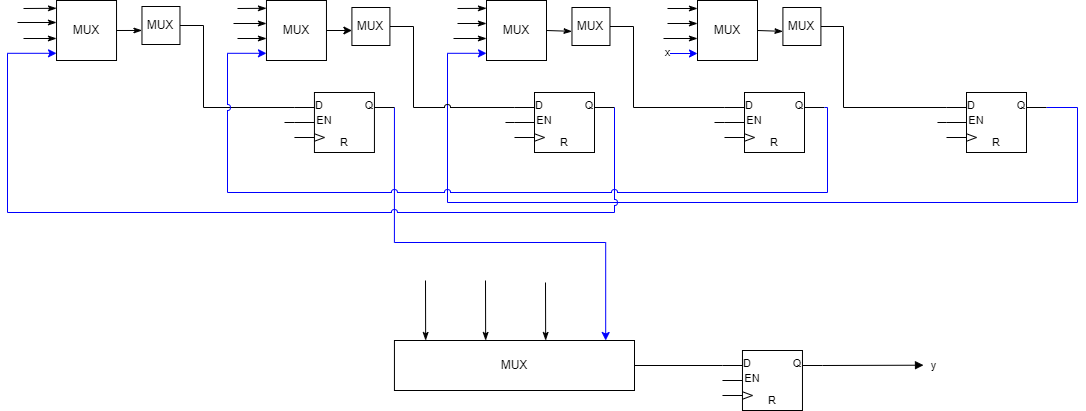 MUX MUX MUX MUX MUX MUX MUX MUX
x
D Q D Q D Q D Q
EN EN EN EN
R R R R
MUX
D Q y
EN
R